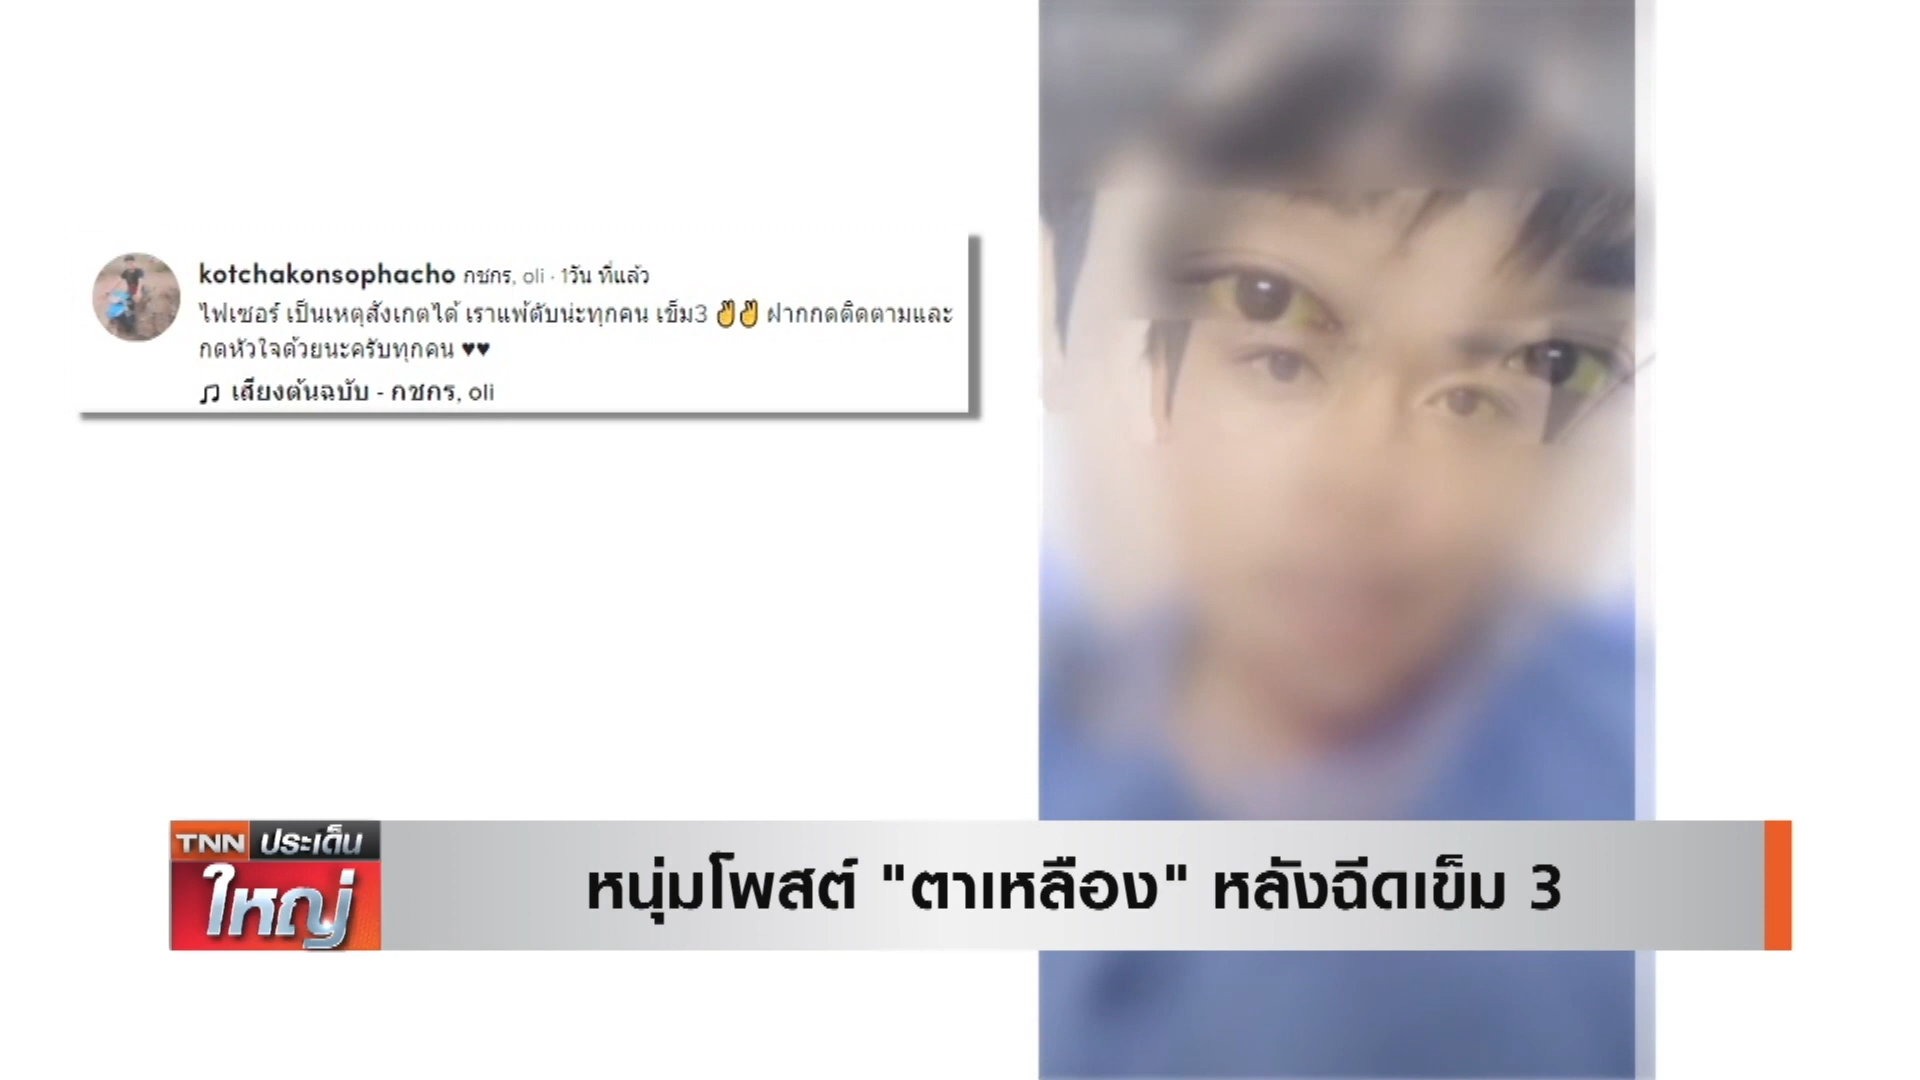 kotchakonsophacho กชกร, oli · 1วัน ที่แล้ว
ไฟเซอร์ เป็นเหตุสังเกตได้ เราแพ้ตับน่ะทุกคน เข็ม3 ✌✌ ฝากกดติดตามและ
กดหัวใจด้วยนะครับทุกคน ♥♥
♫ เสียงต้นฉบับ - กชกร, oli
TNN ประเด็น
ใหญ่
หนุ่มโพสต์ "ตาเหลือง" หลังฉีดเข็ม 3